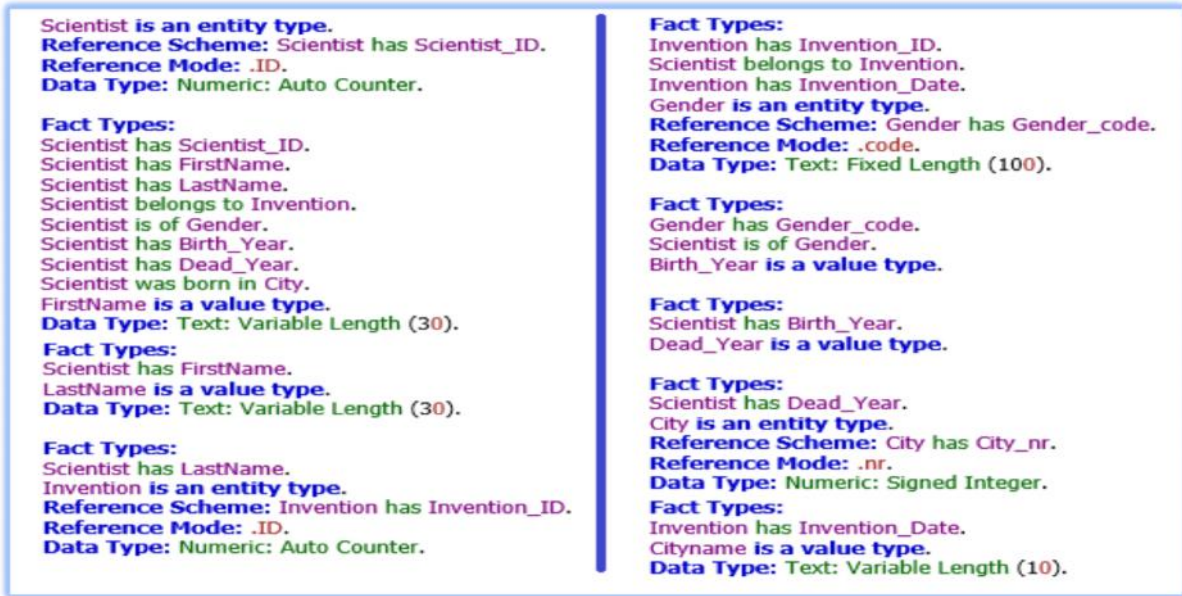 Scientist is an entity type.
Reference Scheme: Scientist has Scientist_ID.
Reference Mode: .ID.
Data Type: Numeric: Auto Counter.
Fact Types:
Scientist has Scientist_ID.
Scientist has FirstName.
Scientist has LastName.
Scientist belongs to Invention.
Scientist is of Gender.
Scientist has Birth_Year.
Scientist has Dead_Year.
Scientist was born in City.
FirstName is a value type.
Data Type: Text: Variable Length (30).
Fact Types:
Scientist has FirstName.
LastName is a value type.
Data Type: Text: Variable Length (30).
Fact Types:
Scientist has LastName.
Invention is an entity type.
Reference Scheme: Invention has Invention_ID.
Reference Mode: .ID.
Data Type: Numeric: Auto Counter.
Fact Types:
Invention has Invention_ID.
Scientist belongs to Invention.
Invention has Invention_Date.
Gender is an entity type.
Reference Scheme: Gender has Gender_code.
Reference Mode: .code.
Data Type: Text: Fixed Length (100).
Fact Types:
Gender has Gender_code.
Scientist is of Gender.
Birth_Year is a value type.
Fact Types:
Scientist has Birth_Year.
Dead_Year is a value type.
Fact Types:
Scientist has Dead_Year.
City is an entity type.
Reference Scheme: City has City_nr.
Reference Mode: .nr.
Data Type: Numeric: Signed Integer.
Fact Types:
Invention has Invention_Date.
Cityname is a value type.
Data Type: Text: Variable Length (10).